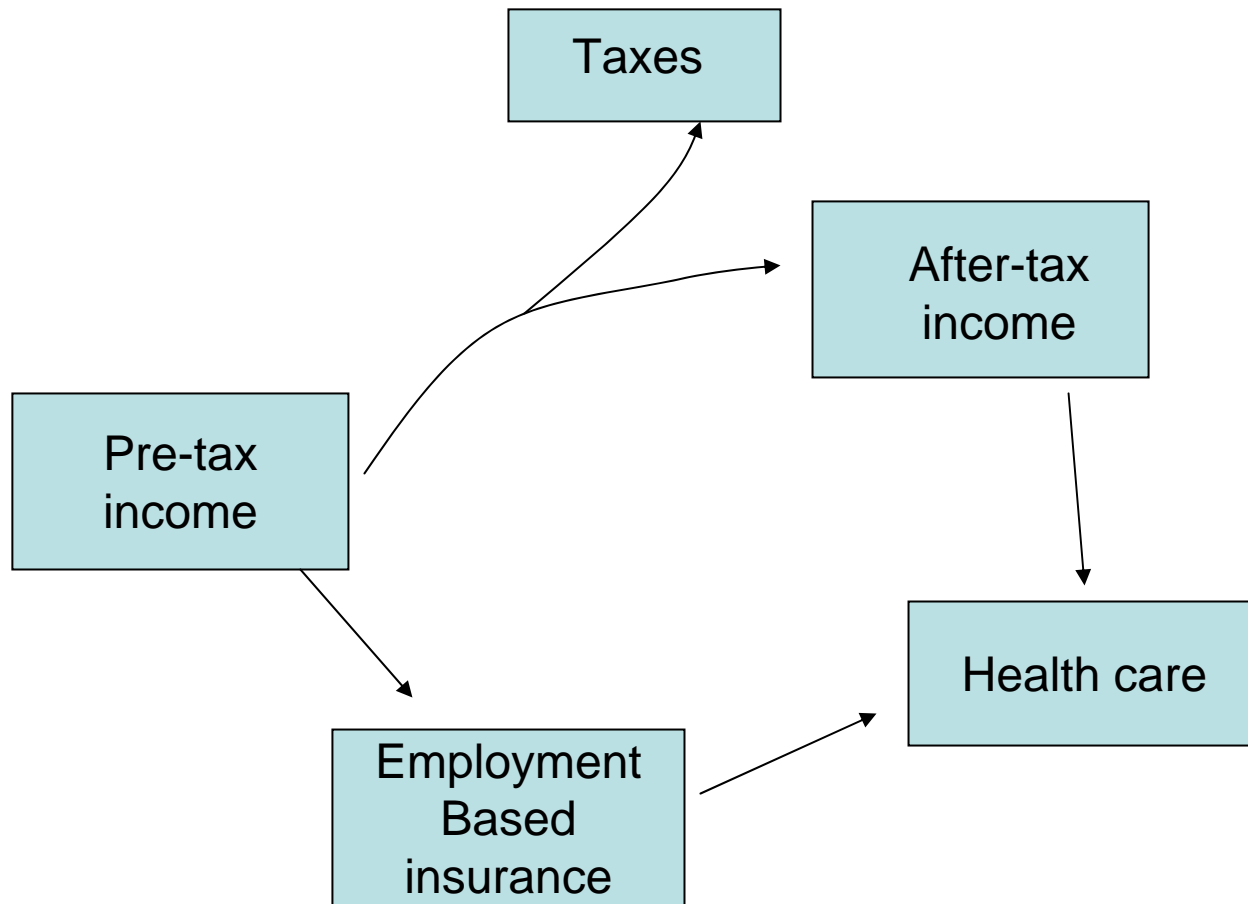 Taxes
After-tax
income
Pre-tax
income
Health care
Employment
Based
insurance